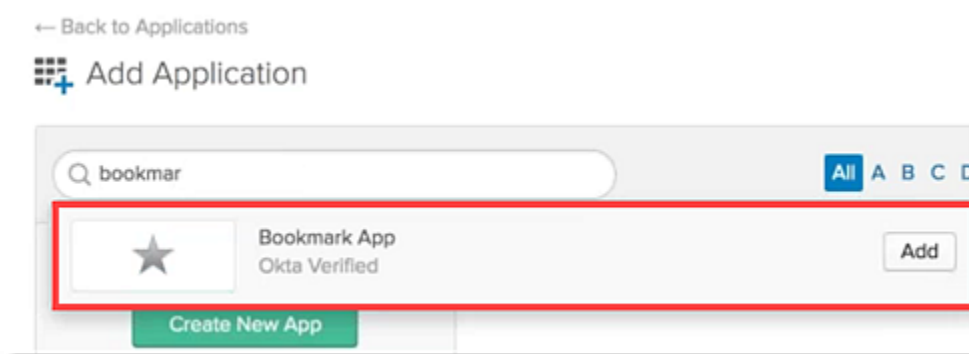 ← Back to Applications
Add Application
bookmar
All A B C D
Bookmark App
Okta Verified
Add
Create New App